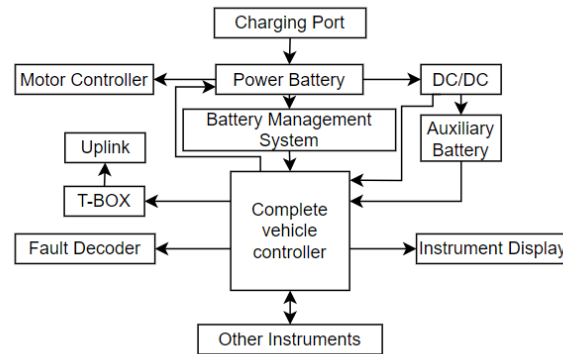 Charging Port
Motor Controller
Power Battery
DC/DC
Battery Management
System
Auxiliary
Battery
Uplink
T-BOX
Complete
vehicle
controller
Fault Decoder
Instrument Display
Other Instruments